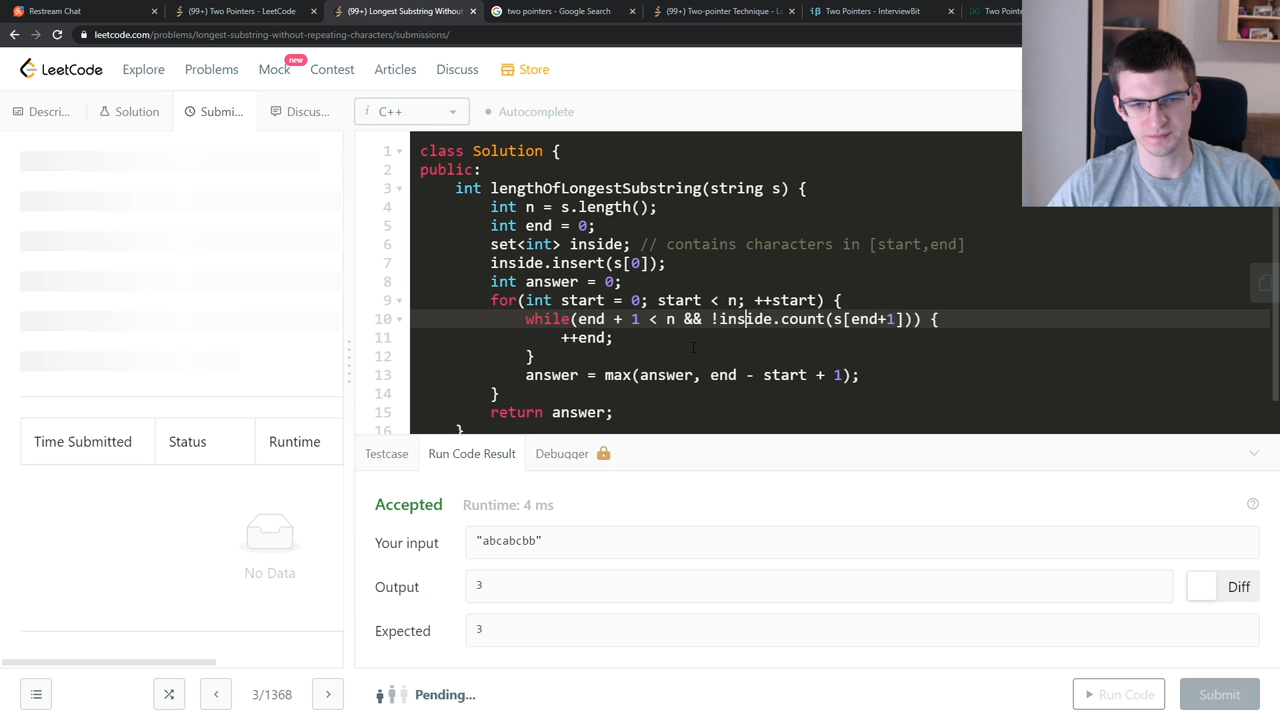 Restream Chat
(99+) Two Pointers - LeetCode
(99+) Longest Substring Withou
two pointers - Google Search
(99+) Two-pointer Technique - Le
Two Pointers - InterviewBit
Two Pointe
leetcode.com/problems/longest-substring-without-repeating-characters/submissions/
LeetCode
Explore
Problems
Mock
new
Contest
Articles
Discuss
Store
Descri...
Solution
Submi...
Discus...
i C++
Autocomplete
1 class Solution {
2 public:
3 int lengthOfLongestSubstring(string s) {
4 int n = s.length();
5 int end = 0;
6 set<int> inside; // contains characters in [start,end]
7 inside.insert(s[0]);
8 int answer = 0;
9 for(int start = 0; start < n; ++start) {
10 while(end + 1 < n && !inside.count(s[end+1])) {
11 ++end;
12 }
13 answer = max(answer, end - start + 1);
14 }
15 return answer;
16 }
Time Submitted
Status
Runtime
No Data
Testcase
Run Code Result
Debugger
Accepted
Runtime: 4 ms
Your input
"abcabcbb"
Output
3
Diff
Expected
3
3/1368
Pending...
Run Code
Submit